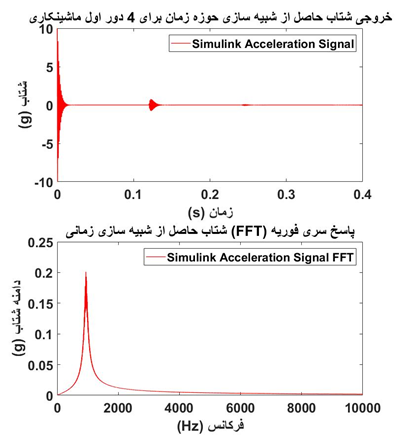 خروجی شتاب حاصل از شبیه سازی حوزه زمان برای 4 دور اول ماشینکاری
Simulink Acceleration Signal
شتاب (g)
10
5
0
-5
-10
0 0.1 0.2 0.3 0.4
زمان (s)
پاسخ سری فوریه (FFT) شتاب حاصل از شبیه سازی زمانی
Simulink Acceleration Signal FFT
دامنه شتاب (g)
0.25
0.2
0.15
0.1
0.05
0
0 2000 4000 6000 8000 10000
فرکانس (Hz)